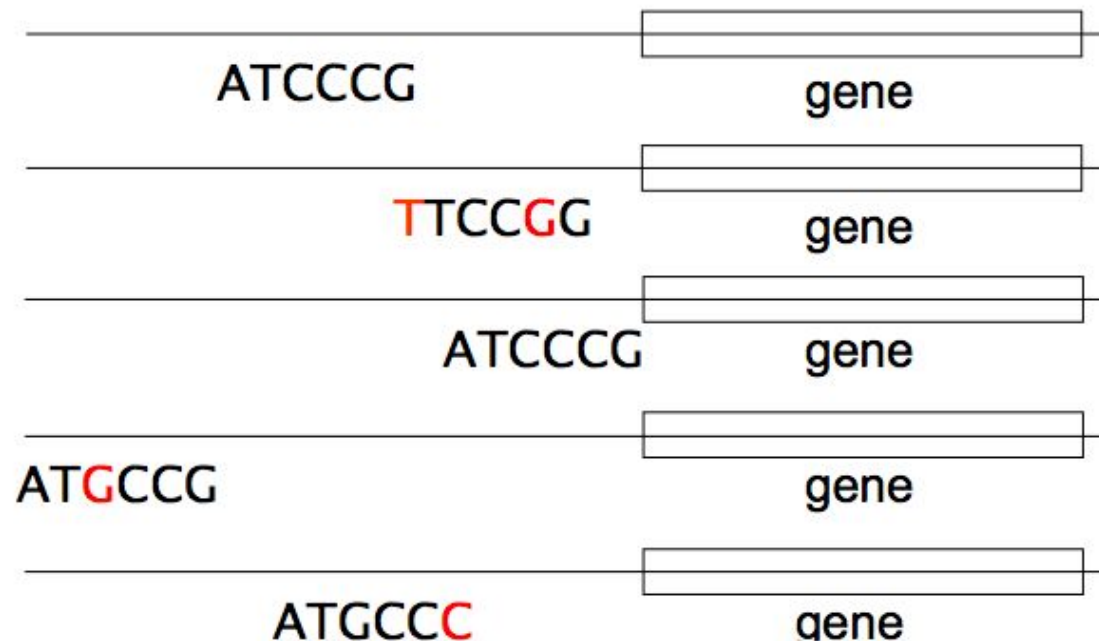 ATCCCG
gene
TTCCGG
gene
ATCCCG
gene
ATGCCG
gene
ATGCCC
gene